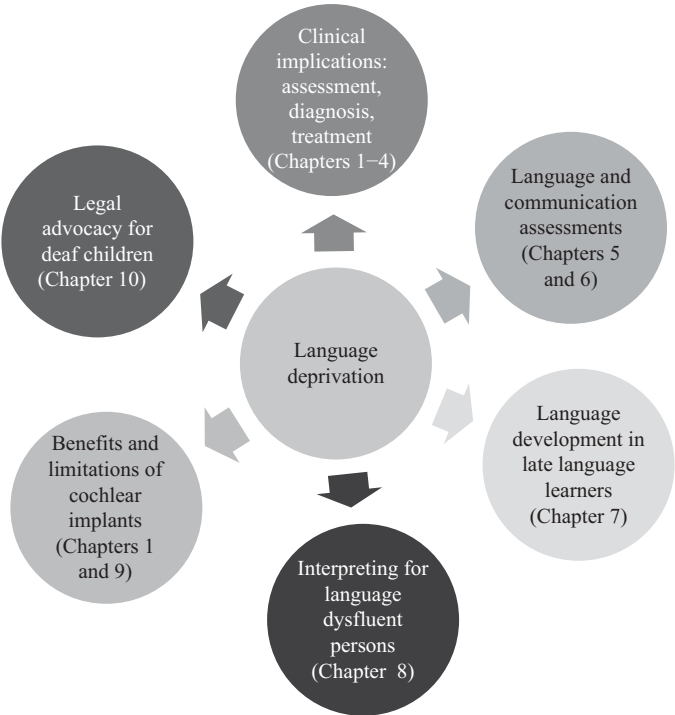 Clinical
implications:
assessment,
diagnosis,
treatment
(Chapters 1−4)
Language and
communication
assessments
(Chapters 5
and 6)
Language
development in
late language
learners
(Chapter 7)
Interpreting for
language
dysfluent
persons
(Chapter 8)
Benefits and
limitations of
cochlear
implants
(Chapters 1
and 9)
Legal
advocacy for
deaf children
(Chapter 10)
Language
deprivation